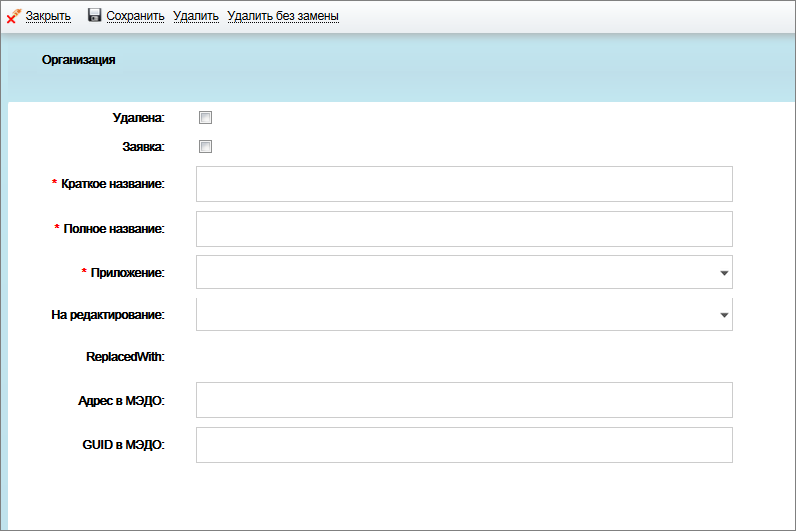 Закрыть Сохранить Удалить Удалить без замены
Организация
Удалена:
Заявка:
* Краткое название:
* Полное название:
* Приложение:
На редактирование:
ReplacedWith:
Адрес в МЭДО:
GUID в МЭДО: